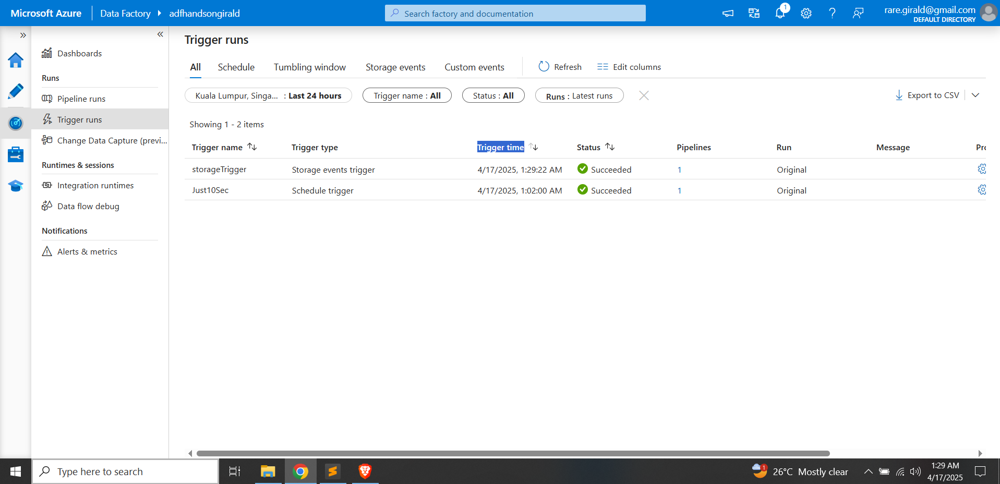 Microsoft Azure Data Factory adfhandsongirald
Search factory and documentation
1
rare.girald@gmail.com
DEFAULT DIRECTORY
Dashboards
Runs
Pipeline runs
Trigger runs
Change Data Capture (previ...
Runtimes & sessions
Integration runtimes
Data flow debug
Notifications
Alerts & metrics
Trigger runs
All Schedule Tumbling window Storage events Custom events Refresh Edit columns
Kuala Lumpur, Singa... : Last 24 hours Trigger name : All Status : All Runs : Latest runs Export to CSV
Showing 1 - 2 items
Trigger name Trigger type Trigger time Status Pipelines Run Message Pro
storageTrigger Storage events trigger 4/17/2025, 1:29:22 AM Succeeded 1 Original
Just10Sec Schedule trigger 4/17/2025, 1:02:00 AM Succeeded 1 Original
Type here to search
1
26°C Mostly clear
1:29 AM
4/17/2025